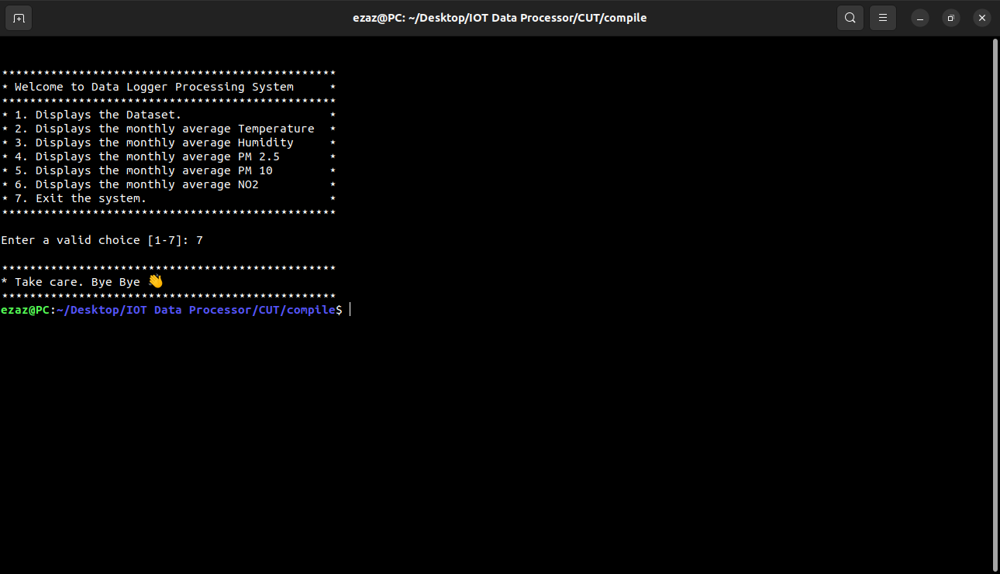 ezaz@PC: ~/Desktop/IOT Data Processor/CUT/compile
************************************************
* Welcome to Data Logger Processing System     *
************************************************
* 1. Displays the Dataset.                     *
* 2. Displays the monthly average Temperature  *
* 3. Displays the monthly average Humidity     *
* 4. Displays the monthly average PM 2.5       *
* 5. Displays the monthly average PM 10        *
* 6. Displays the monthly average NO2          *
* 7. Exit the system.                          *
************************************************
Enter a valid choice [1-7]: 7
************************************************
* Take care. Bye Bye 👋
************************************************
ezaz@PC:~/Desktop/IOT Data Processor/CUT/compile$